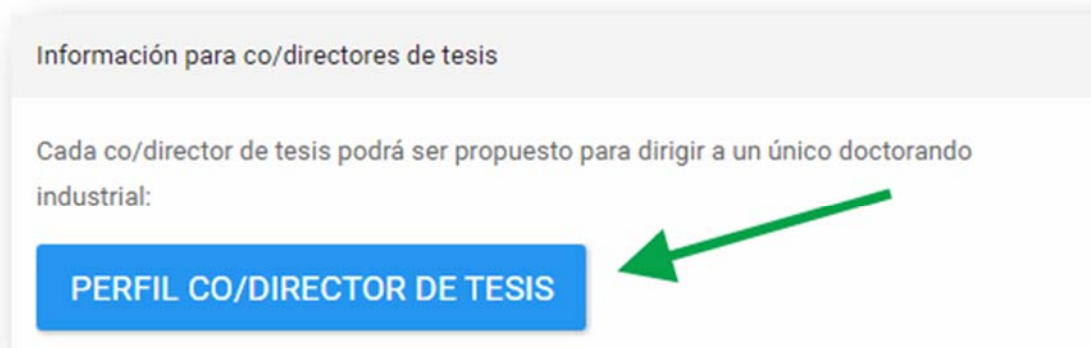 Información para co/directores de tesis
Cada co/director de tesis podrá ser propuesto para dirigir a un único doctorando
industrial:
PERFIL CO/DIRECTOR DE TESIS